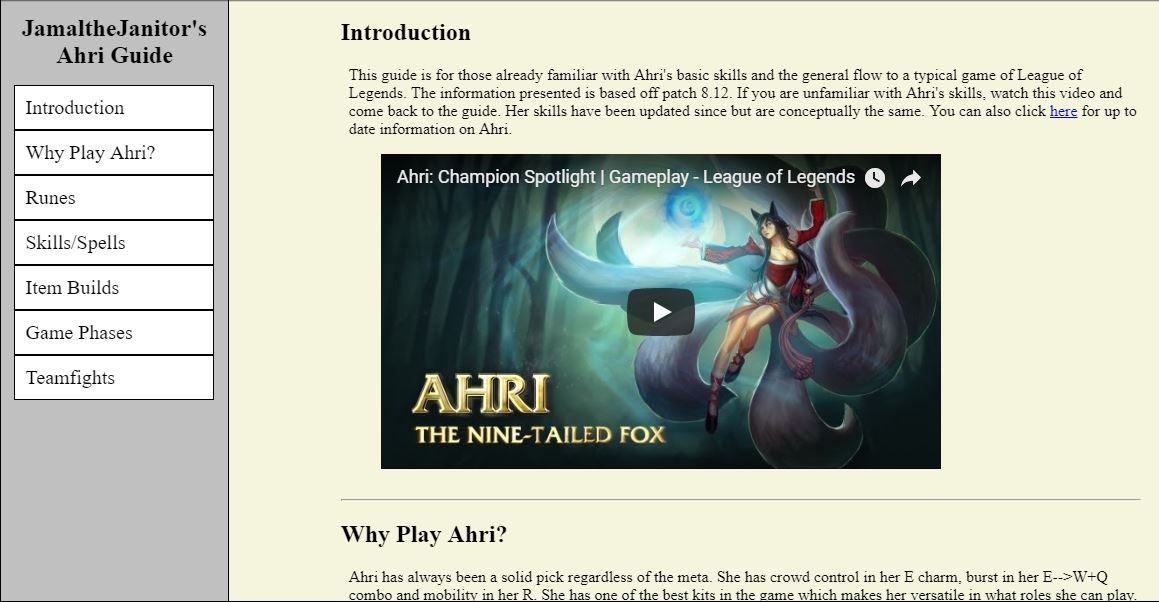 JamaltheJanitor's
Ahri Guide
Introduction
Why Play Ahri?
Runes
Skills/Spells
Item Builds
Game Phases
Teamfights
Introduction
This guide is for those already familiar with Ahri's basic skills and the general flow to a typical game of League of
Legends. The information presented is based off patch 8.12. If you are unfamiliar with Ahri's skills, watch this video and
come back to the guide. Her skills have been updated since but are conceptually the same. You can also click here for up to
date information on Ahri.
Ahri: Champion Spotlight | Gameplay - League of Legends
AHRI
THE NINE-TAILED FOX
Why Play Ahri?
Ahri has always been a solid pick regardless of the meta. She has crowd control in her E charm, burst in her E-->W+Q
combo and mobility in her R. She has one of the best kits in the game which makes her versatile in what roles she can play.